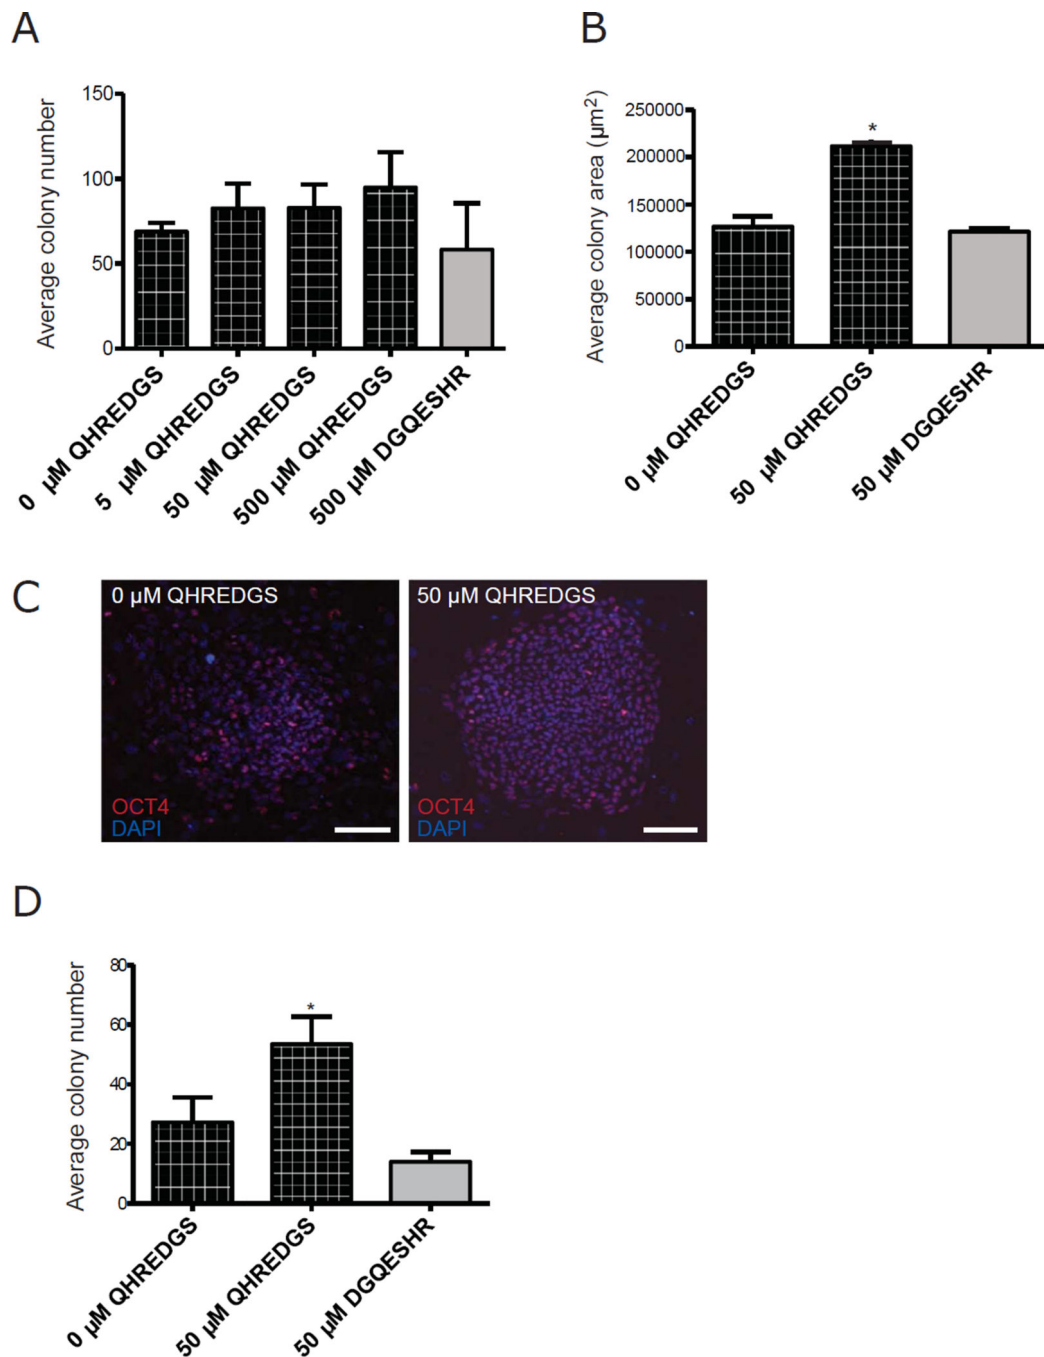 A
Average colony number
150
100
50
0
0 µM QHREDGS
5 µM QHREDGS
50 µM QHREDGS
500 µM QHREDGS
500 µM DGQESHR
B
Average colony area (µm²)
250000
200000
150000
100000
50000
0
*
0 µM QHREDGS
50 µM QHREDGS
50 µM DGQESHR
C
0 µM QHREDGS
OCT4
DAPI
50 µM QHREDGS
OCT4
DAPI
D
Average colony number
80
60
40
20
0
*
0 µM QHREDGS
50 µM QHREDGS
50 µM DGQESHR